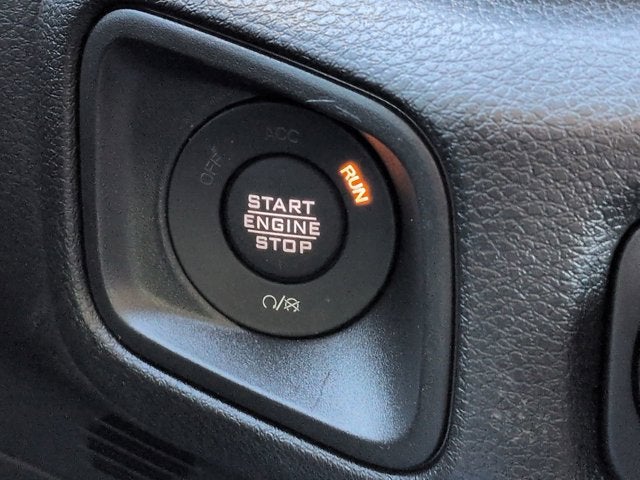 OFF
ACC
RUN
START
ENGINE
STOP